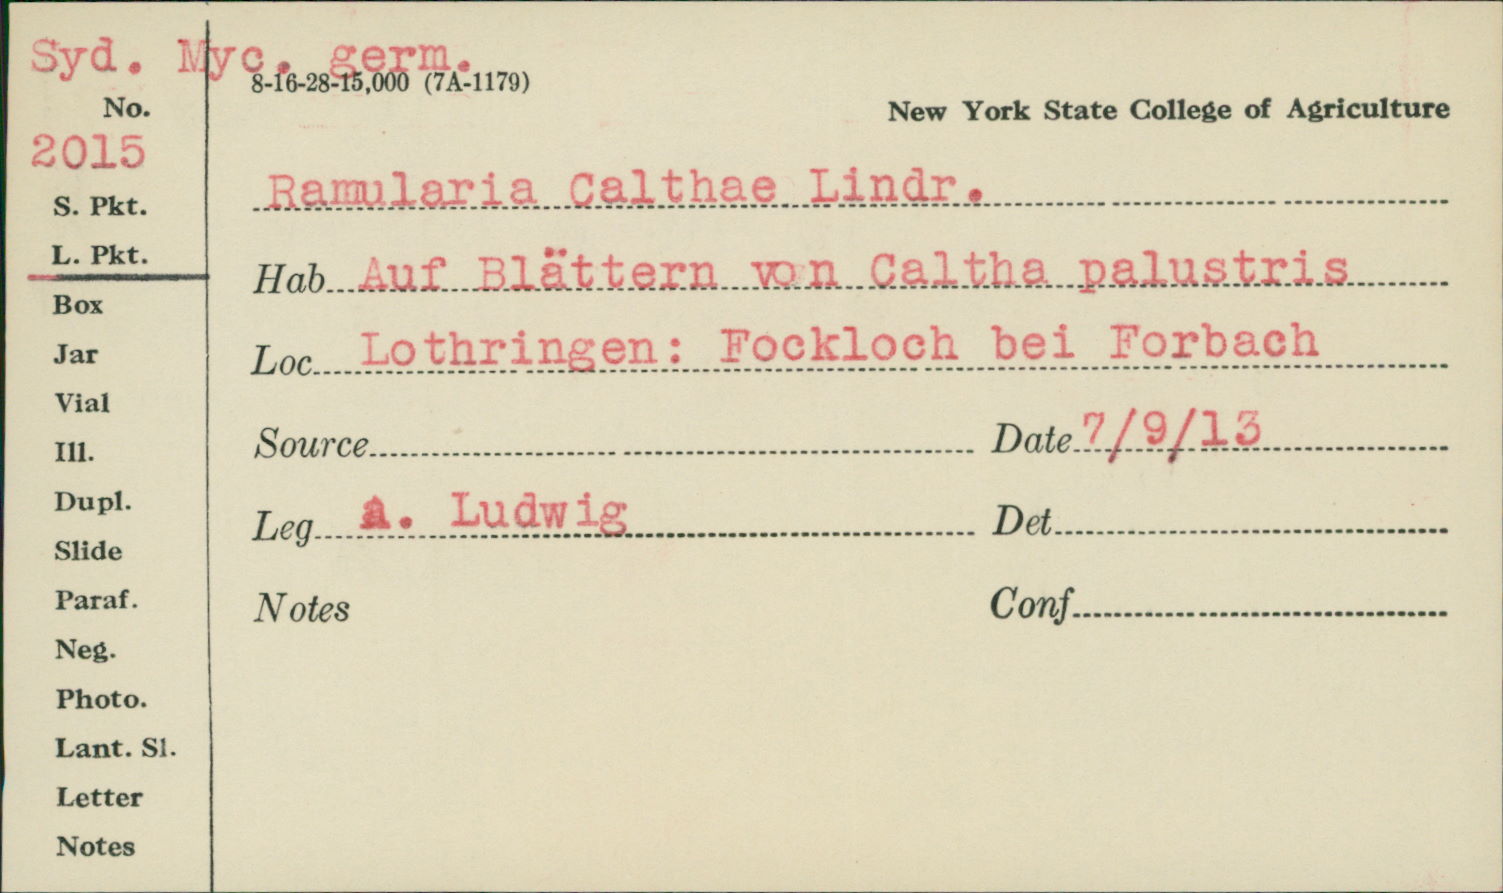 Syd. Myc. germ.
8-16-28-15,000 (7A-1179)
No.
New York State College of Agriculture
2015
Ramularia Calthae Lindr.
S. Pkt.
L. Pkt.
Hab Auf Blättern von Caltha palustris
Box
Loc Lothringen: Fockloch bei Forbach
Jar
Vial
Source Date 7/9/13
Ill.
Dupl.
Leg A. Ludwig Det
Slide
Paraf.
Notes Conf
Neg.
Photo.
Lant. Sl.
Letter
Notes